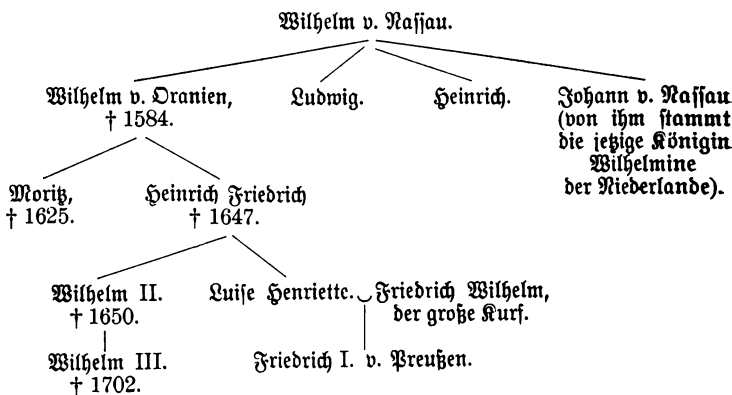 Wilhelm v. Nassau.
Wilhelm v. Oranien,
† 1584.
Ludwig.
Heinrich.
Johann v. Nassau
(von ihm stammt
die jetzige Königin
Wilhelmine
der Niederlande).
Moritz,
† 1625.
Heinrich Friedrich
† 1647.
Wilhelm II.
† 1650.
Luise Henriette.
Friedrich Wilhelm,
der große Kurf.
Wilhelm III.
† 1702.
Friedrich I. v. Preußen.